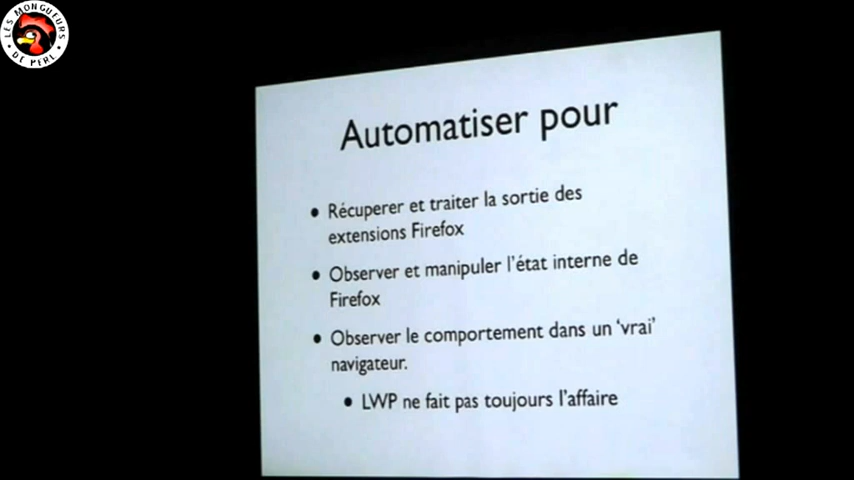 LES MONGUEURS
DE PERL
Automatiser pour
• Récuperer et traiter la sortie des
extensions Firefox
• Observer et manipuler l'état interne de
Firefox
• Observer le comportement dans un 'vrai'
navigateur.
• LWP ne fait pas toujours l'affaire